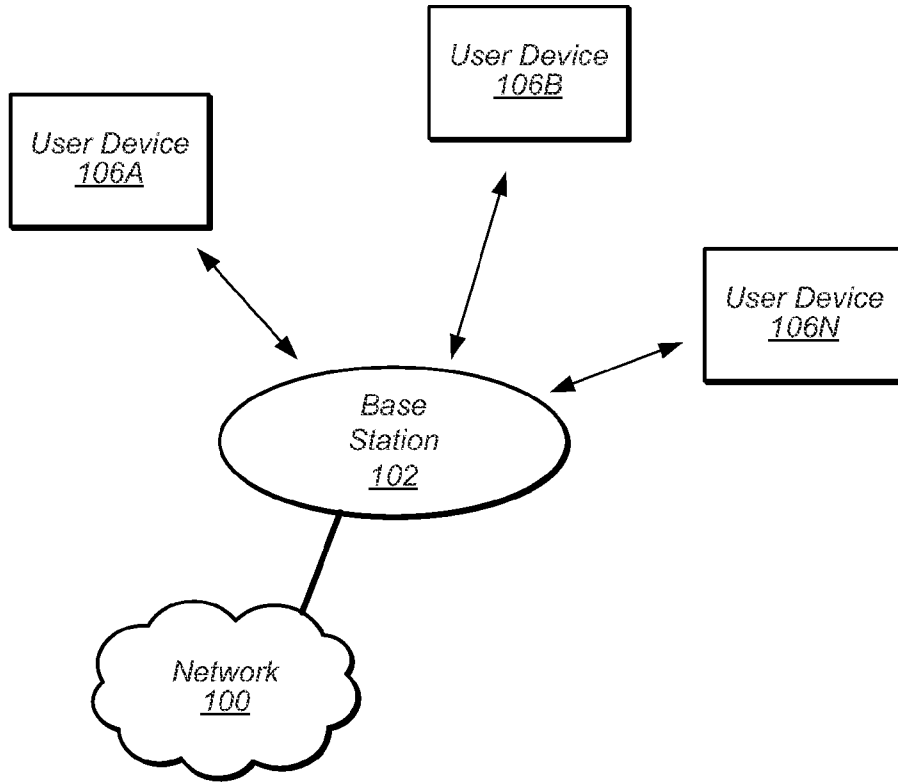 User Device
106B
User Device
106A
User Device
106N
Base
Station
102
Network
100